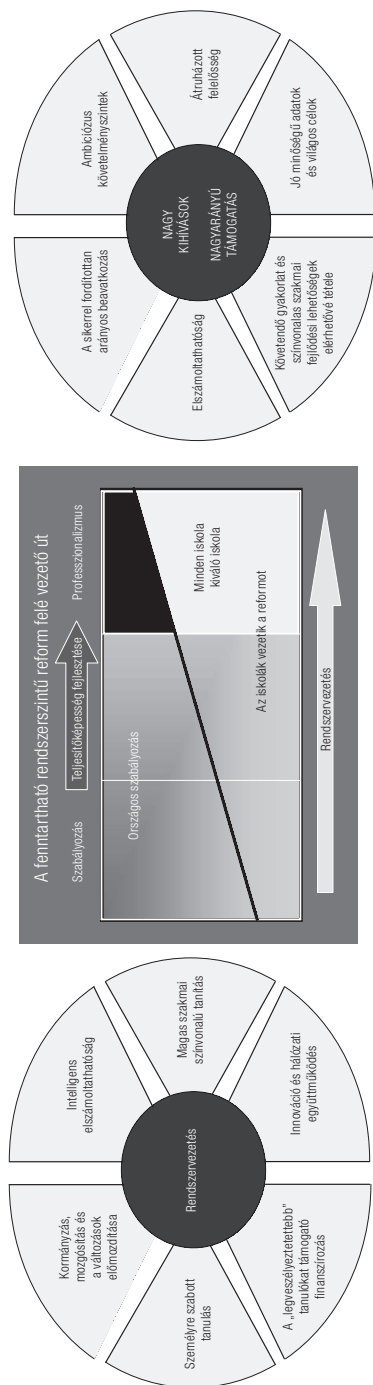 Kormányzás,
mozgósítás és
a változások
előmozdítása
Intelligens
elszámoltathatóság
Személyre szabott
tanulás
Rendszervezetés
Magas szakmai
színvonalú tanítás
A „legveszélyeztetettebb”
tanulókat támogató
finanszírozás
Innováció és hálózati
együttműködés
A fenntartható rendszerszintű reform felé vezető út
Szabályozás
Teljesítőképesség fejlesztése
Professzionalizmus
Országos szabályozás
Minden iskola
kiváló iskola
Az iskolák vezetik a reformot
Rendszervezetés
A sikerrel fordítottan
arányos beavatkozás
Ambiciózus
követelményszintek
Elszámoltathatóság
NAGY
KIHÍVÁSOK
NAGYARÁNYÚ
TÁMOGATÁS
Átruházott
felelősség
Követendő gyakorlat és
színvonalas szakmai
fejlődési lehetőségek
elérhetővé tétele
Jó minőségű adatok
és világos célok